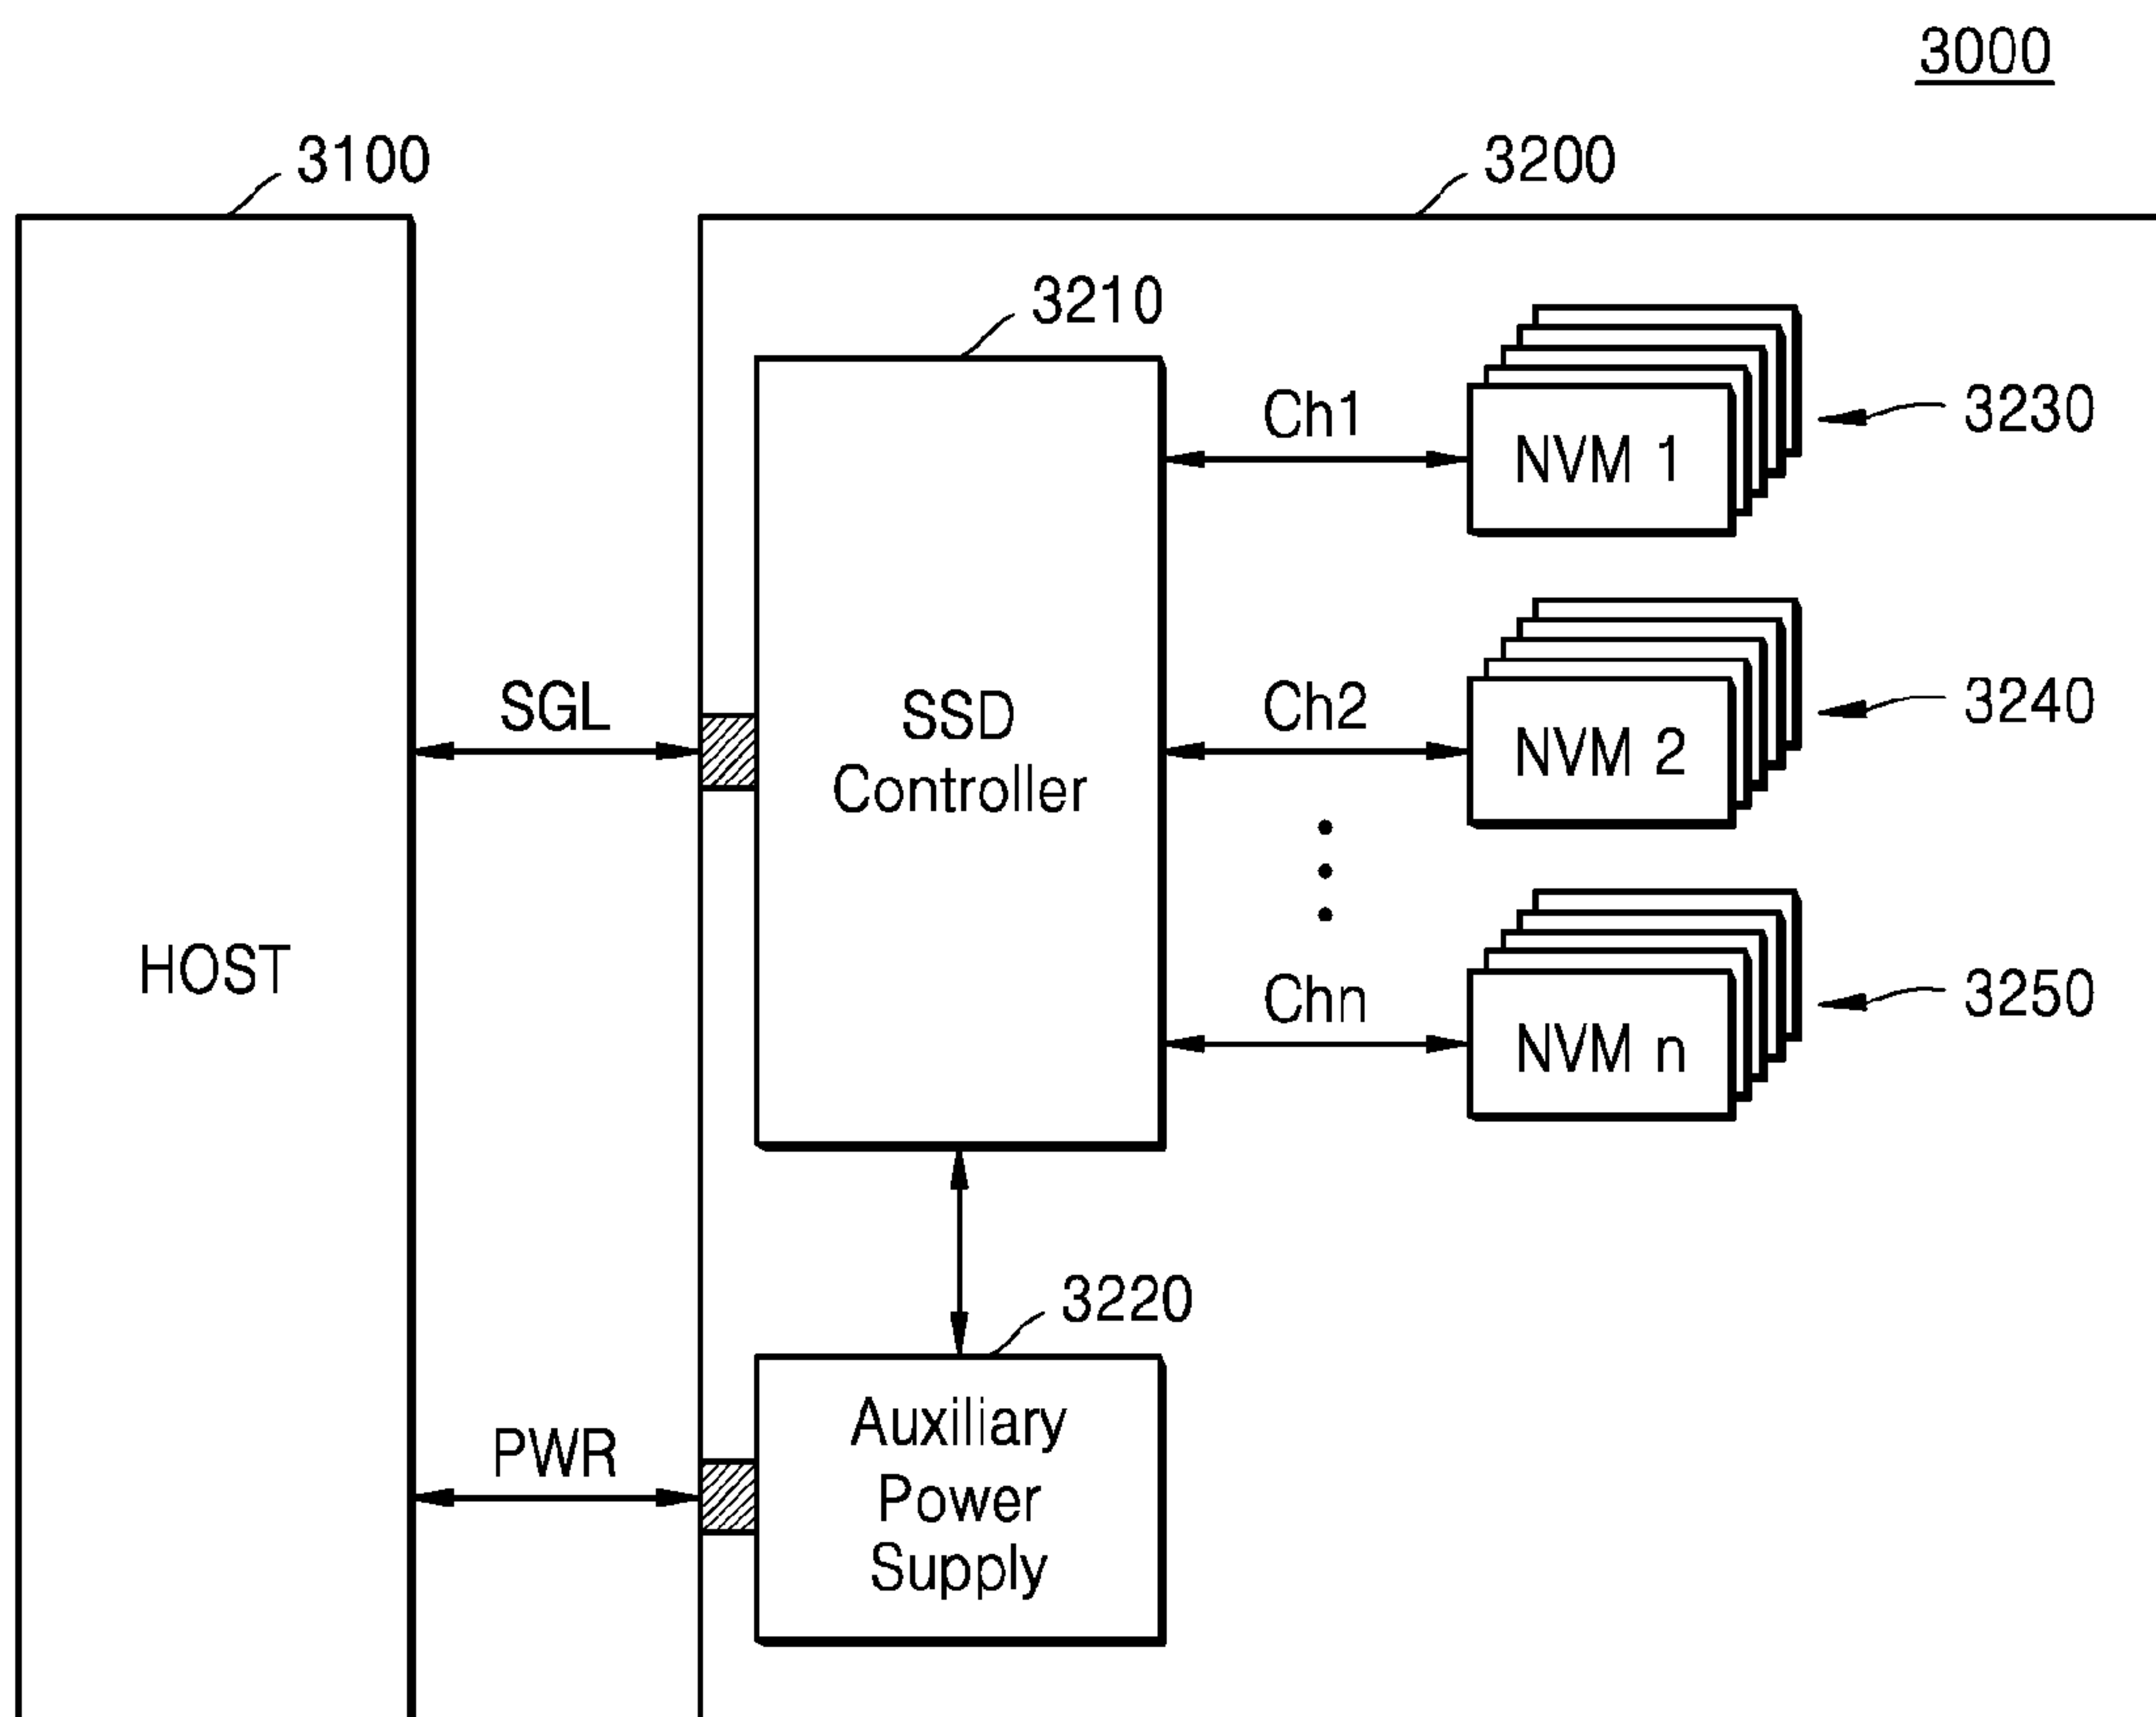 3000
3100
3200
3210
Ch1
NVM 1
3230
SGL
SSD
Controller
Ch2
NVM 2
3240
HOST
Chn
NVM n
3250
3220
PWR
Auxiliary
Power
Supply